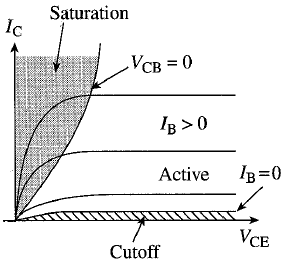 Saturation
I_C
V_CB = 0
I_B > 0
Active
I_B = 0
V_CE
Cutoff